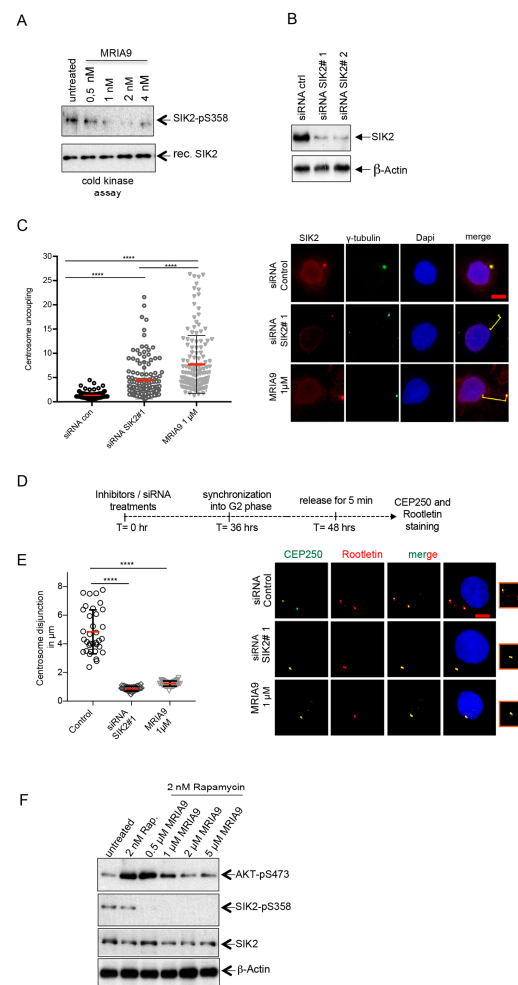 A
MRIA9
untreated
0,5 nM
1 nM
2 nM
4 nM
SIK2-pS358
rec. SIK2
cold kinase
assay
B
siRNA ctrl
siRNA SIK2# 1
siRNA SIK2# 2
SIK2
β-Actin
C
Centrosome uncoupling
30
25
20
15
10
5
0
****
****
****
siRNA con
siRNA SIK2#1
MRIA9 1 µM
SIK2
γ-tubulin
Dapi
merge
siRNA
Control
siRNA
SIK2# 1
MRIA9
1µM
D
Inhibitors / siRNA
treatments
synchronization
into G2 phase
release for 5 min
CEP250 and
Rootletin
staining
T= 0 hr
T= 36 hrs
T= 48 hrs
E
Centrosome disjunction
in µm
8
6
4
2
0
****
****
Control
siRNA
SIK2#1
MRIA9
1µM
CEP250
Rootletin
merge
siRNA
Control
siRNA
SIK2# 1
MRIA9
1 µM
F
2 nM Rapamycin
untreated
2 nM Rap.
0.5 µM MRIA9
1 µM MRIA9
2 µM MRIA9
5 µM MRIA9
AKT-pS473
SIK2-pS358
SIK2
β-Actin